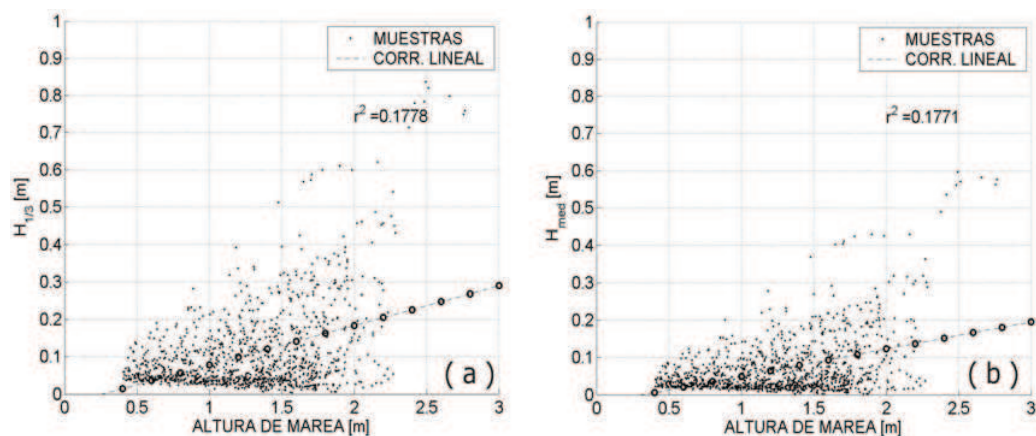 1
0.9
0.8
0.7
0.6
0.5
0.4
0.3
0.2
0.1
0
H1/3 [m]
MUESTRAS
CORR. LINEAL
r2 =0.1778
(a)
0 0.5 1 1.5 2 2.5 3
ALTURA DE MAREA [m]
1
0.9
0.8
0.7
0.6
0.5
0.4
0.3
0.2
0.1
0
Hmed [m]
MUESTRAS
CORR. LINEAL
r2 =0.1771
(b)
0 0.5 1 1.5 2 2.5 3
ALTURA DE MAREA [m]